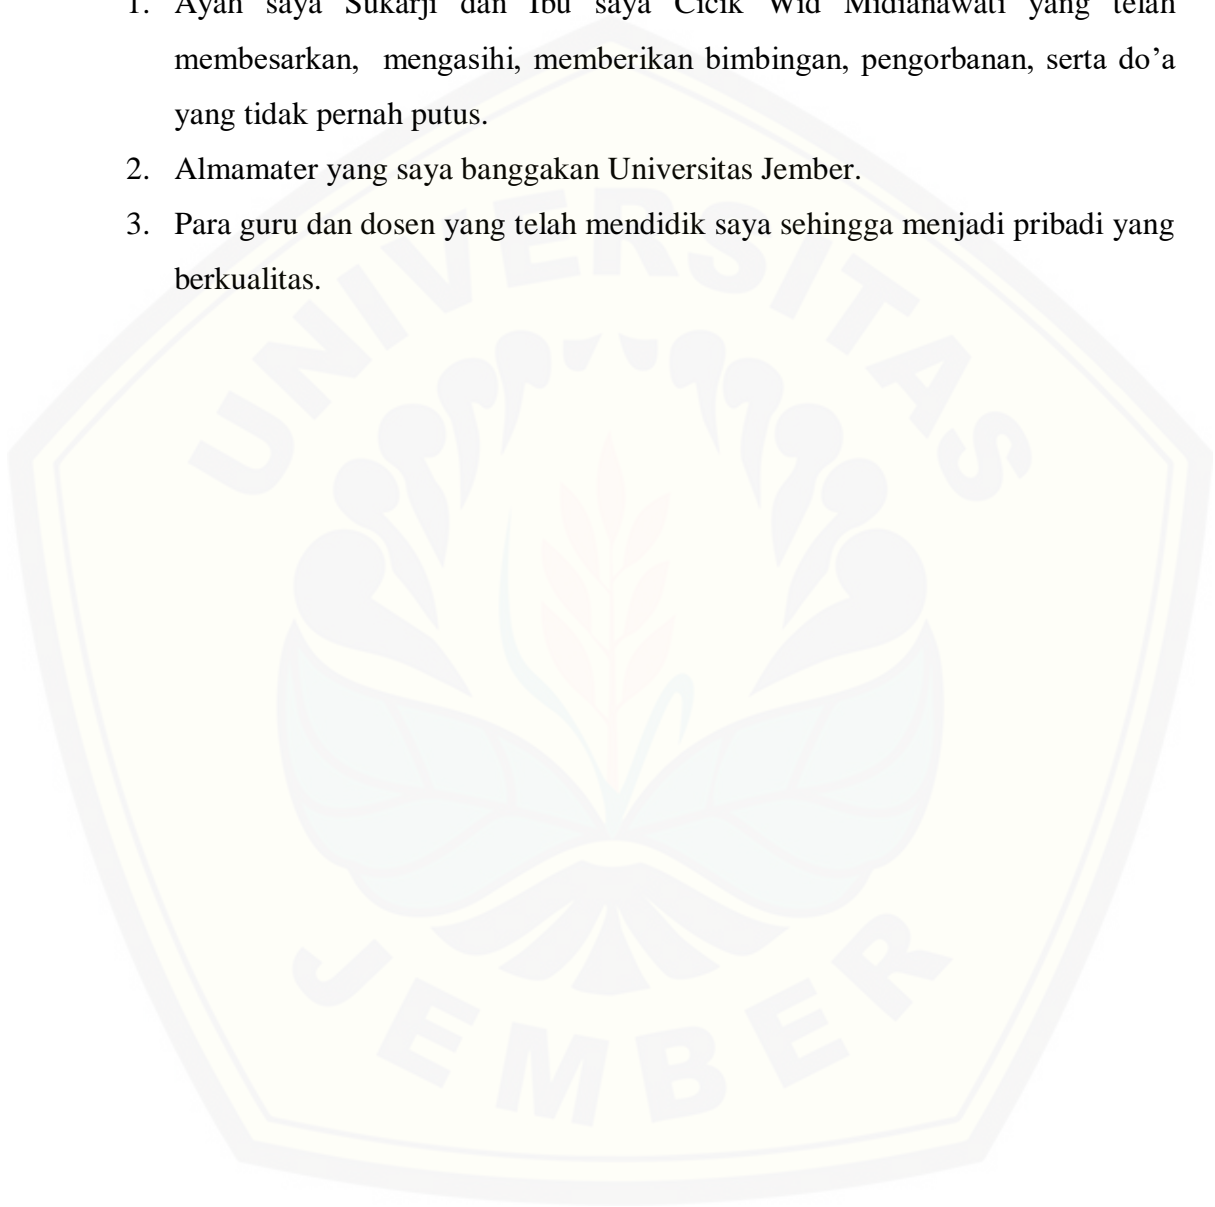 1. Ayah saya Sukarji dan Ibu saya Cicik Wid Midianawati yang telah
membesarkan, mengasihi, memberikan bimbingan, pengorbanan, serta do’a
yang tidak pernah putus.
2. Almamater yang saya banggakan Universitas Jember.
3. Para guru dan dosen yang telah mendidik saya sehingga menjadi pribadi yang
berkualitas.
UNIVERSITAS
JEMBER